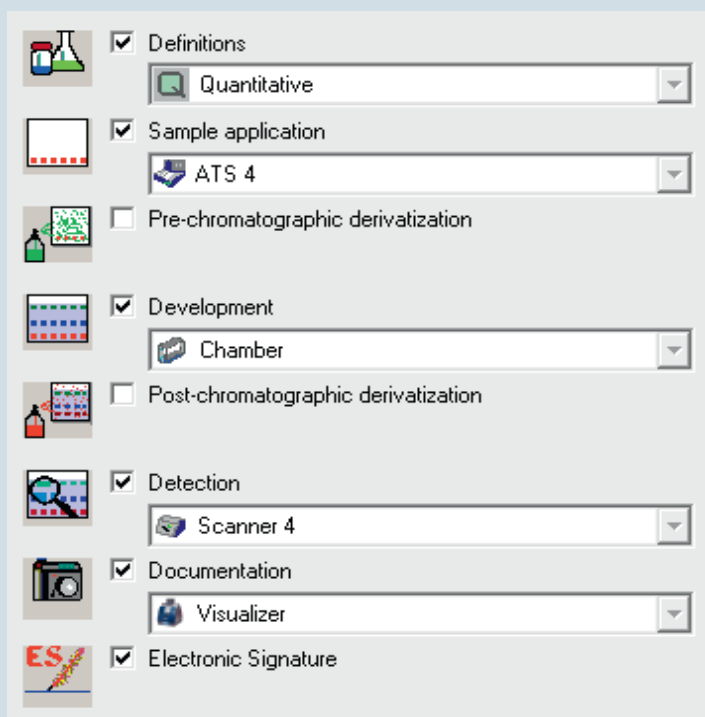 Definitions
Quantitative
Sample application
ATS 4
Pre-chromatographic derivatization
Development
Chamber
Post-chromatographic derivatization
Detection
Scanner 4
Documentation
Visualizer
ES
Electronic Signature